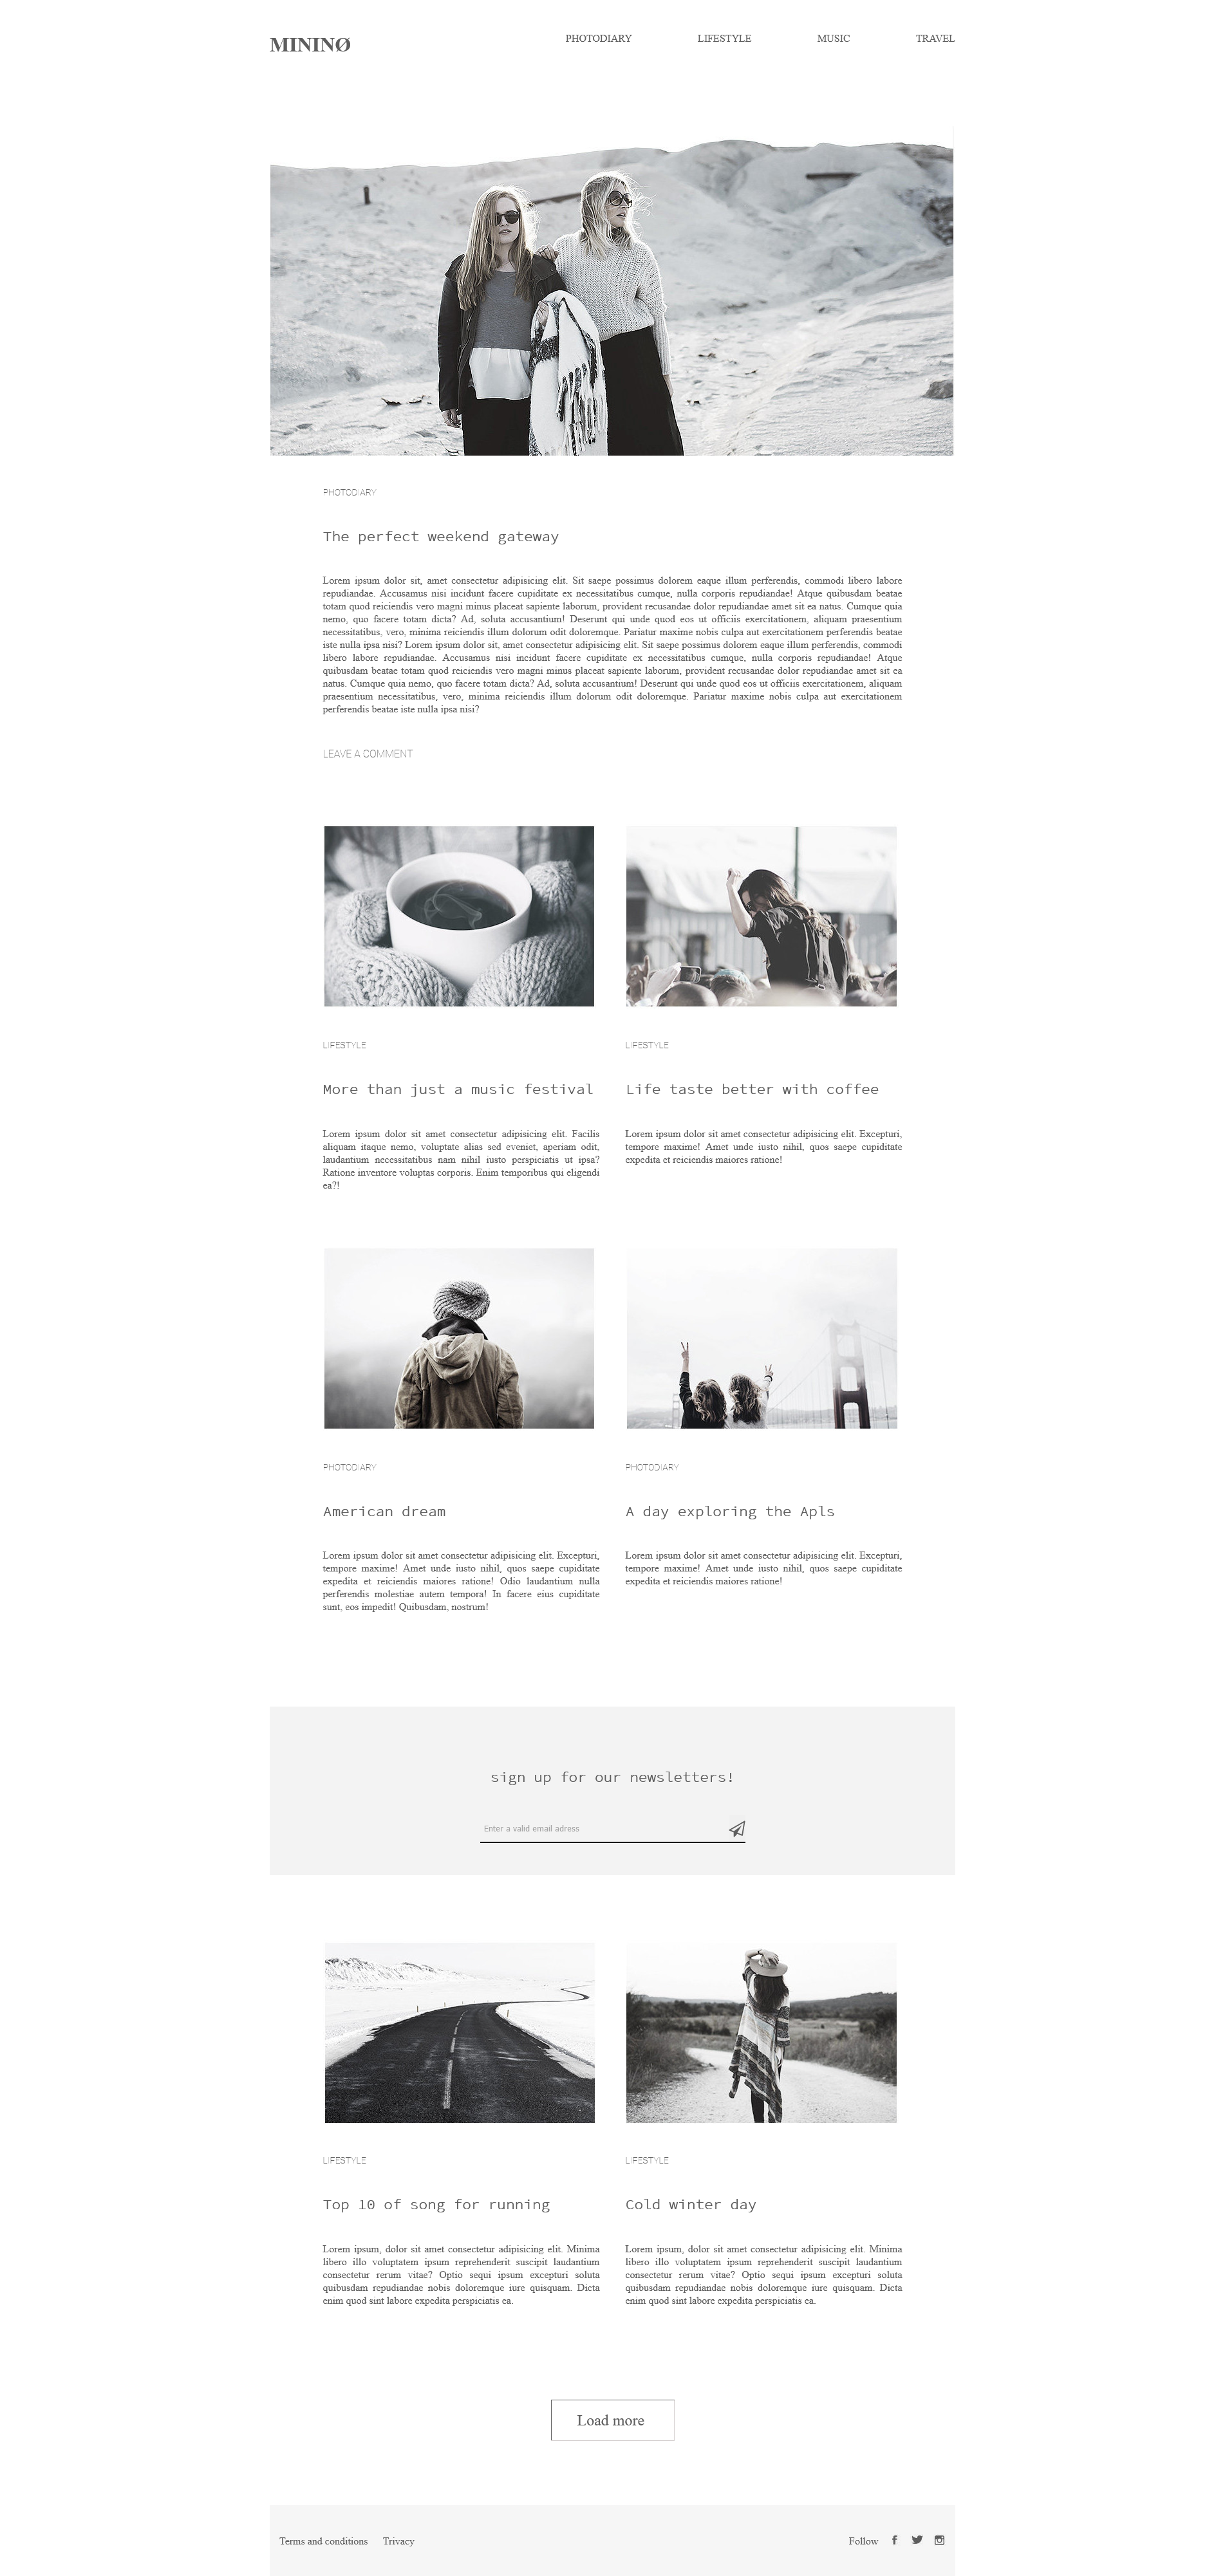 MININØ
PHOTODIARY LIFESTYLE MUSIC TRAVEL
PHOTODIARY
The perfect weekend gateway
Lorem ipsum dolor sit, amet consectetur adipisicing elit. Sit saepe possimus dolorem eaque illum perferendis, commodi libero labore
repudiandae. Accusamus nisi incidunt facere cupiditate ex necessitatibus cumque, nulla corporis repudiandae! Atque quibusdam beatae
totam quod reiciendis vero magni minus placeat sapiente laborum, provident recusandae dolor repudiandae amet sit ea natus. Cumque quia
nemo, quo facere totam dicta? Ad, soluta accusantium! Deserunt qui unde quod eos ut officiis exercitationem, aliquam praesentium
necessitatibus, vero, minima reiciendis illum dolorum odit doloremque. Pariatur maxime nobis culpa aut exercitationem perferendis beatae
iste nulla ipsa nisi? Lorem ipsum dolor sit, amet consectetur adipisicing elit. Sit saepe possimus dolorem eaque illum perferendis, commodi
libero labore repudiandae. Accusamus nisi incidunt facere cupiditate ex necessitatibus cumque, nulla corporis repudiandae! Atque
quibusdam beatae totam quod reiciendis vero magni minus placeat sapiente laborum, provident recusandae dolor repudiandae amet sit ea
natus. Cumque quia nemo, quo facere totam dicta? Ad, soluta accusantium! Deserunt qui unde quod eos ut officiis exercitationem, aliquam
praesentium necessitatibus, vero, minima reiciendis illum dolorum odit doloremque. Pariatur maxime nobis culpa aut exercitationem
perferendis beatae iste nulla ipsa nisi?
LEAVE A COMMENT
LIFESTYLE
More than just a music festival
Lorem ipsum dolor sit amet consectetur adipisicing elit. Facilis
aliquam itaque nemo, voluptate alias sed eveniet, aperiam odit,
laudantium necessitatibus nam nihil iusto perspiciatis ut ipsa?
Ratione inventore voluptas corporis. Enim temporibus qui eligendi
ea?!
LIFESTYLE
Life taste better with coffee
Lorem ipsum dolor sit amet consectetur adipisicing elit. Excepturi,
tempore maxime! Amet unde iusto nihil, quos saepe cupiditate
expedita et reiciendis maiores ratione!
PHOTODIARY
American dream
Lorem ipsum dolor sit amet consectetur adipisicing elit. Excepturi,
tempore maxime! Amet unde iusto nihil, quos saepe cupiditate
expedita et reiciendis maiores ratione! Odio laudantium nulla
perferendis molestiae autem tempora! In facere eius cupiditate
sunt, eos impedit! Quibusdam, nostrum!
PHOTODIARY
A day exploring the Apls
Lorem ipsum dolor sit amet consectetur adipisicing elit. Excepturi,
tempore maxime! Amet unde iusto nihil, quos saepe cupiditate
expedita et reiciendis maiores ratione!
sign up for our newsletters!
Enter a valid email adress
LIFESTYLE
Top 10 of song for running
Lorem ipsum, dolor sit amet consectetur adipisicing elit. Minima
libero illo voluptatem ipsum reprehenderit suscipit laudantium
consectetur rerum vitae? Optio sequi ipsum excepturi soluta
quibusdam repudiandae nobis doloremque iure quisquam. Dicta
enim quod sint labore expedita perspiciatis ea.
LIFESTYLE
Cold winter day
Lorem ipsum, dolor sit amet consectetur adipisicing elit. Minima
libero illo voluptatem ipsum reprehenderit suscipit laudantium
consectetur rerum vitae? Optio sequi ipsum excepturi soluta
quibusdam repudiandae nobis doloremque iure quisquam. Dicta
enim quod sint labore expedita perspiciatis ea.
Load more
Terms and conditions Trivacy Follow